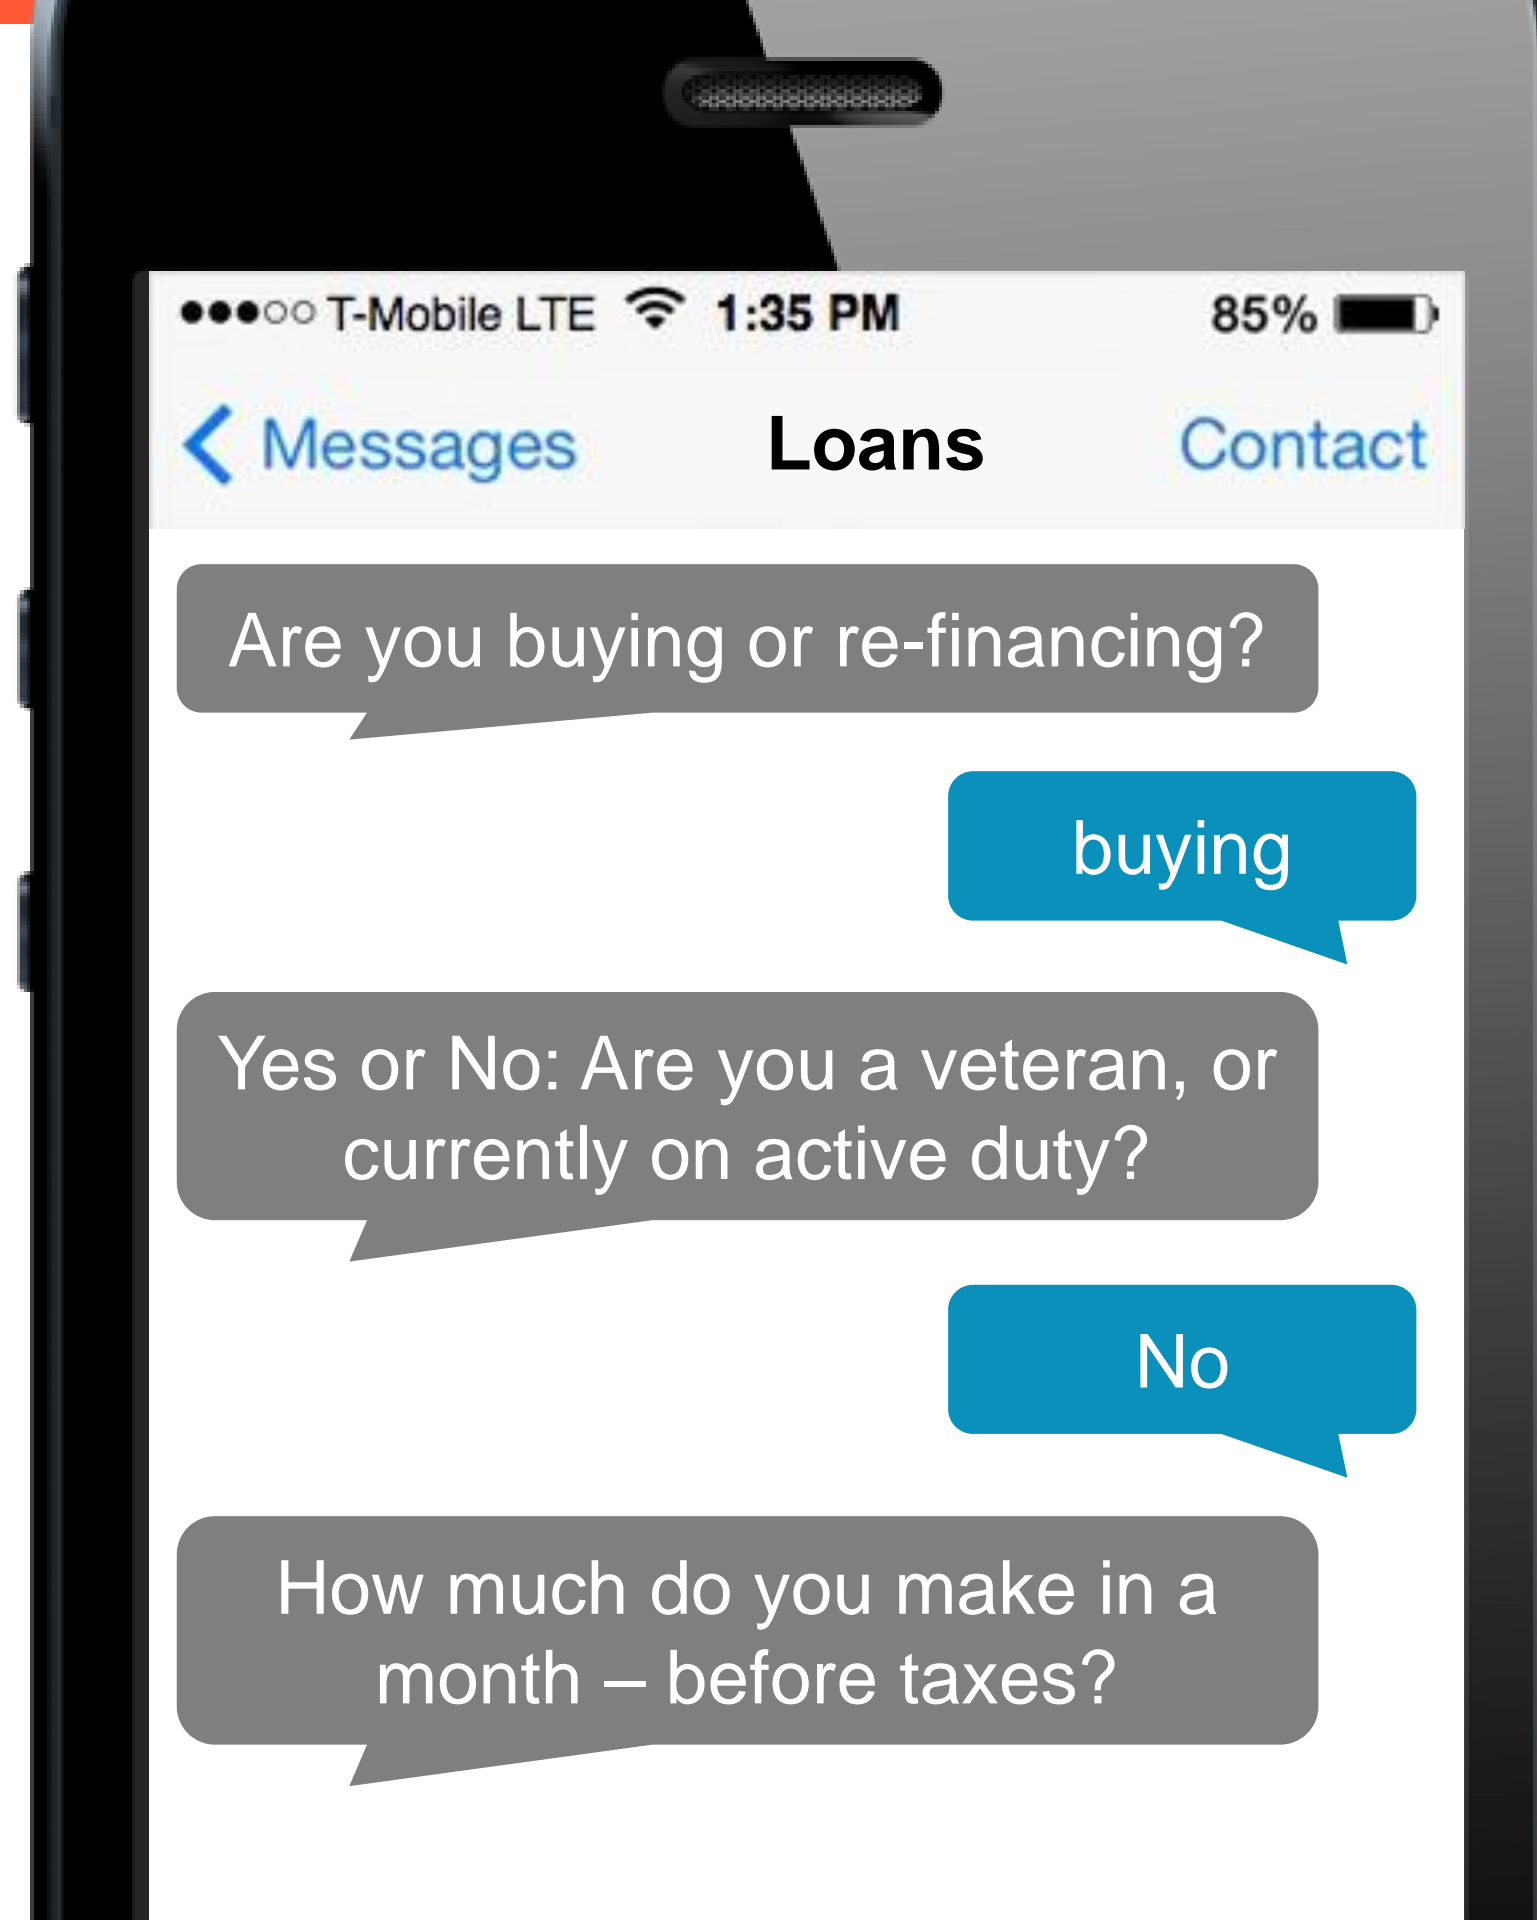 T-Mobile LTE 1:35 PM 85%
Messages Loans Contact
Are you buying or re-financing?
buying
Yes or No: Are you a veteran, or
currently on active duty?
No
How much do you make in a
month – before taxes?